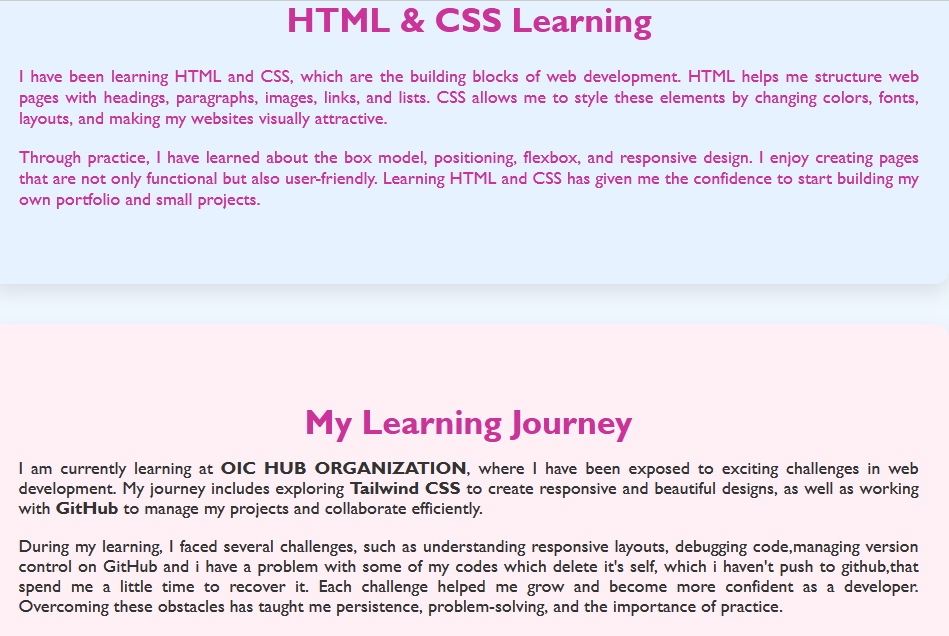 HTML & CSS Learning
I have been learning HTML and CSS, which are the building blocks of web development. HTML helps me structure web
pages with headings, paragraphs, images, links, and lists. CSS allows me to style these elements by changing colors, fonts,
layouts, and making my websites visually attractive.
Through practice, I have learned about the box model, positioning, flexbox, and responsive design. I enjoy creating pages
that are not only functional but also user-friendly. Learning HTML and CSS has given me the confidence to start building my
own portfolio and small projects.
My Learning Journey
I am currently learning at OIC HUB ORGANIZATION, where I have been exposed to exciting challenges in web
development. My journey includes exploring Tailwind CSS to create responsive and beautiful designs, as well as working
with GitHub to manage my projects and collaborate efficiently.
During my learning, I faced several challenges, such as understanding responsive layouts, debugging code,managing version
control on GitHub and i have a problem with some of my codes which delete it's self, which i haven't push to github,that
spend me a little time to recover it. Each challenge helped me grow and become more confident as a developer.
Overcoming these obstacles has taught me persistence, problem-solving, and the importance of practice.